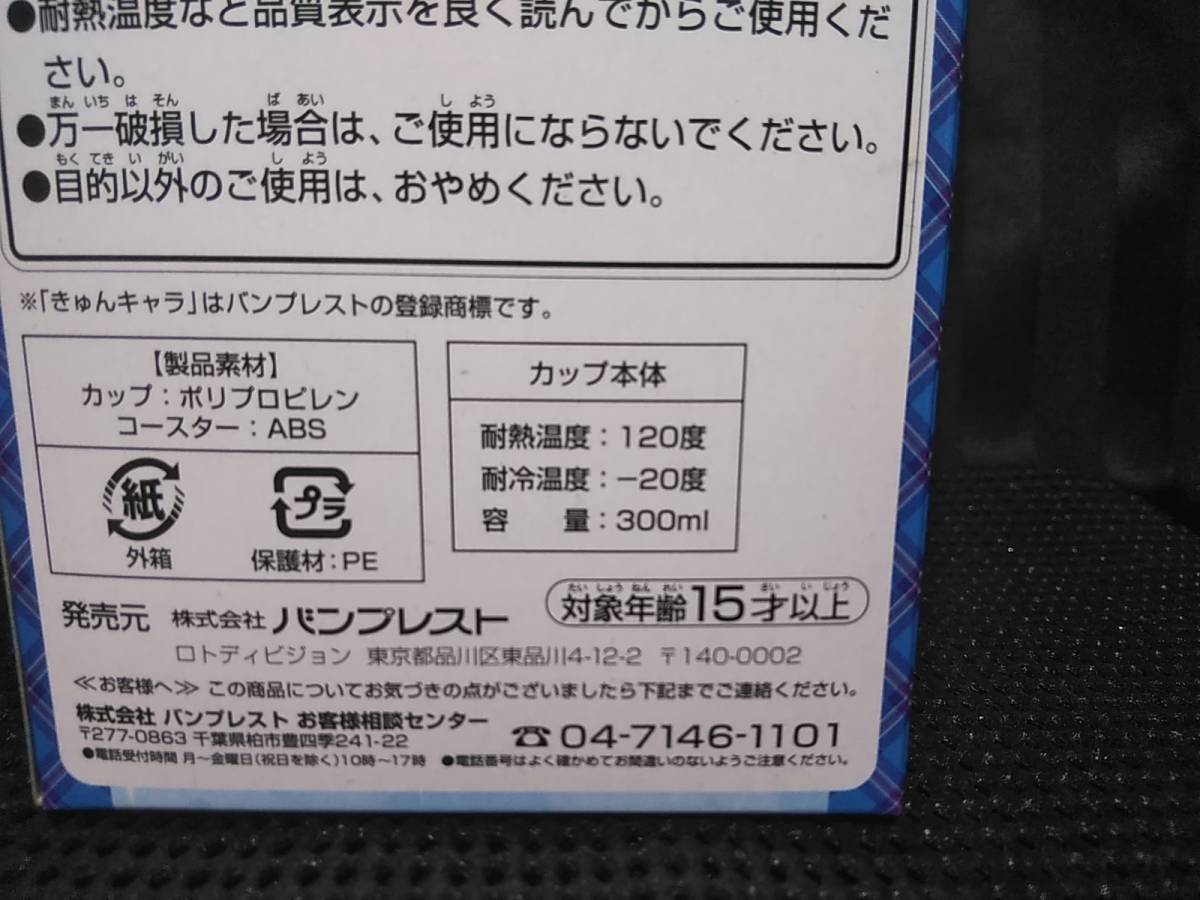 ●耐熱温度など品質表示を良く読んでからご使用くだ
さい。
まん いち は そん ば あい し よう
●万一破損した場合は、ご使用にならないでください。
もく てき い がい し よう
●目的以外のご使用は、おやめください。
※「きゅんキャラ」はバンプレストの登録商標です。
【製品素材】
カップ：ポリプロピレン
コースター：ABS
紙
外箱
プラ
保護材：PE
カップ本体
耐熱温度：120度
耐冷温度：−20度
容 量：300ml
発売元 株式会社 バンプレスト
たい しょう ねん れい さい い じょう
対象年齢15才以上
ロトディビジョン 東京都品川区東品川4-12-2 〒140-0002
≪お客様へ≫ この商品についてお気づきの点がございましたら下記までご連絡ください。
株式会社 バンプレスト お客様相談センター
〒277-0863 千葉県柏市豊四季241-22
☎04-7146-1101
●電話受付時間 月〜金曜日(祝日を除く)10時〜17時 ●電話番号はよく確かめてお間違いのないようご注意ください。